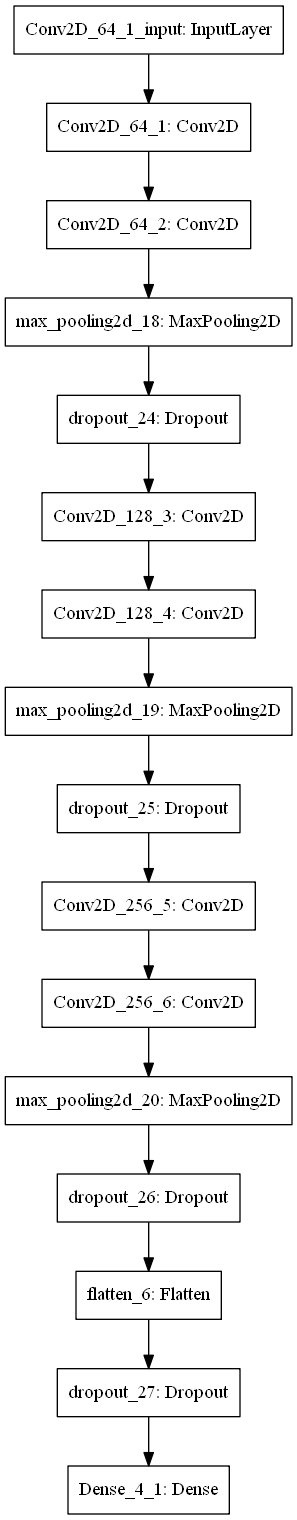 Conv2D_64_1_input: InputLayer
Conv2D_64_1: Conv2D
Conv2D_64_2: Conv2D
max_pooling2d_18: MaxPooling2D
dropout_24: Dropout
Conv2D_128_3: Conv2D
Conv2D_128_4: Conv2D
max_pooling2d_19: MaxPooling2D
dropout_25: Dropout
Conv2D_256_5: Conv2D
Conv2D_256_6: Conv2D
max_pooling2d_20: MaxPooling2D
dropout_26: Dropout
flatten_6: Flatten
dropout_27: Dropout
Dense_4_1: Dense